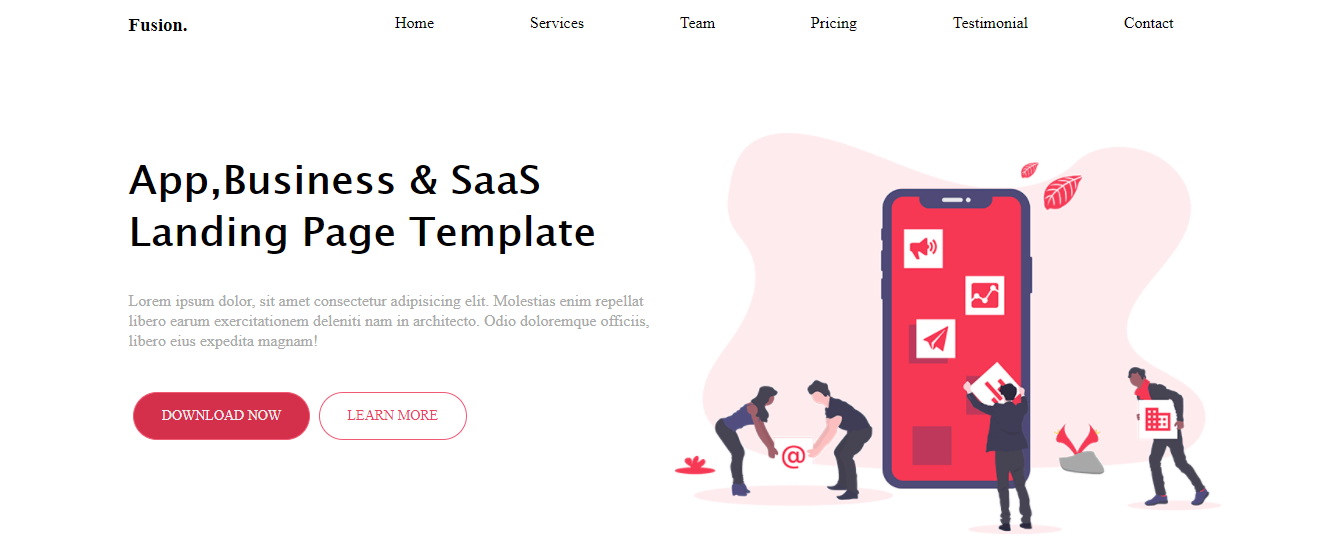 Fusion. Home Services Team Pricing Testimonial Contact
App,Business & SaaS
Landing Page Template
Lorem ipsum dolor, sit amet consectetur adipisicing elit. Molestias enim repellat
libero earum exercitationem deleniti nam in architecto. Odio doloremque officiis,
libero eius expedita magnam!
DOWNLOAD NOW LEARN MORE
@